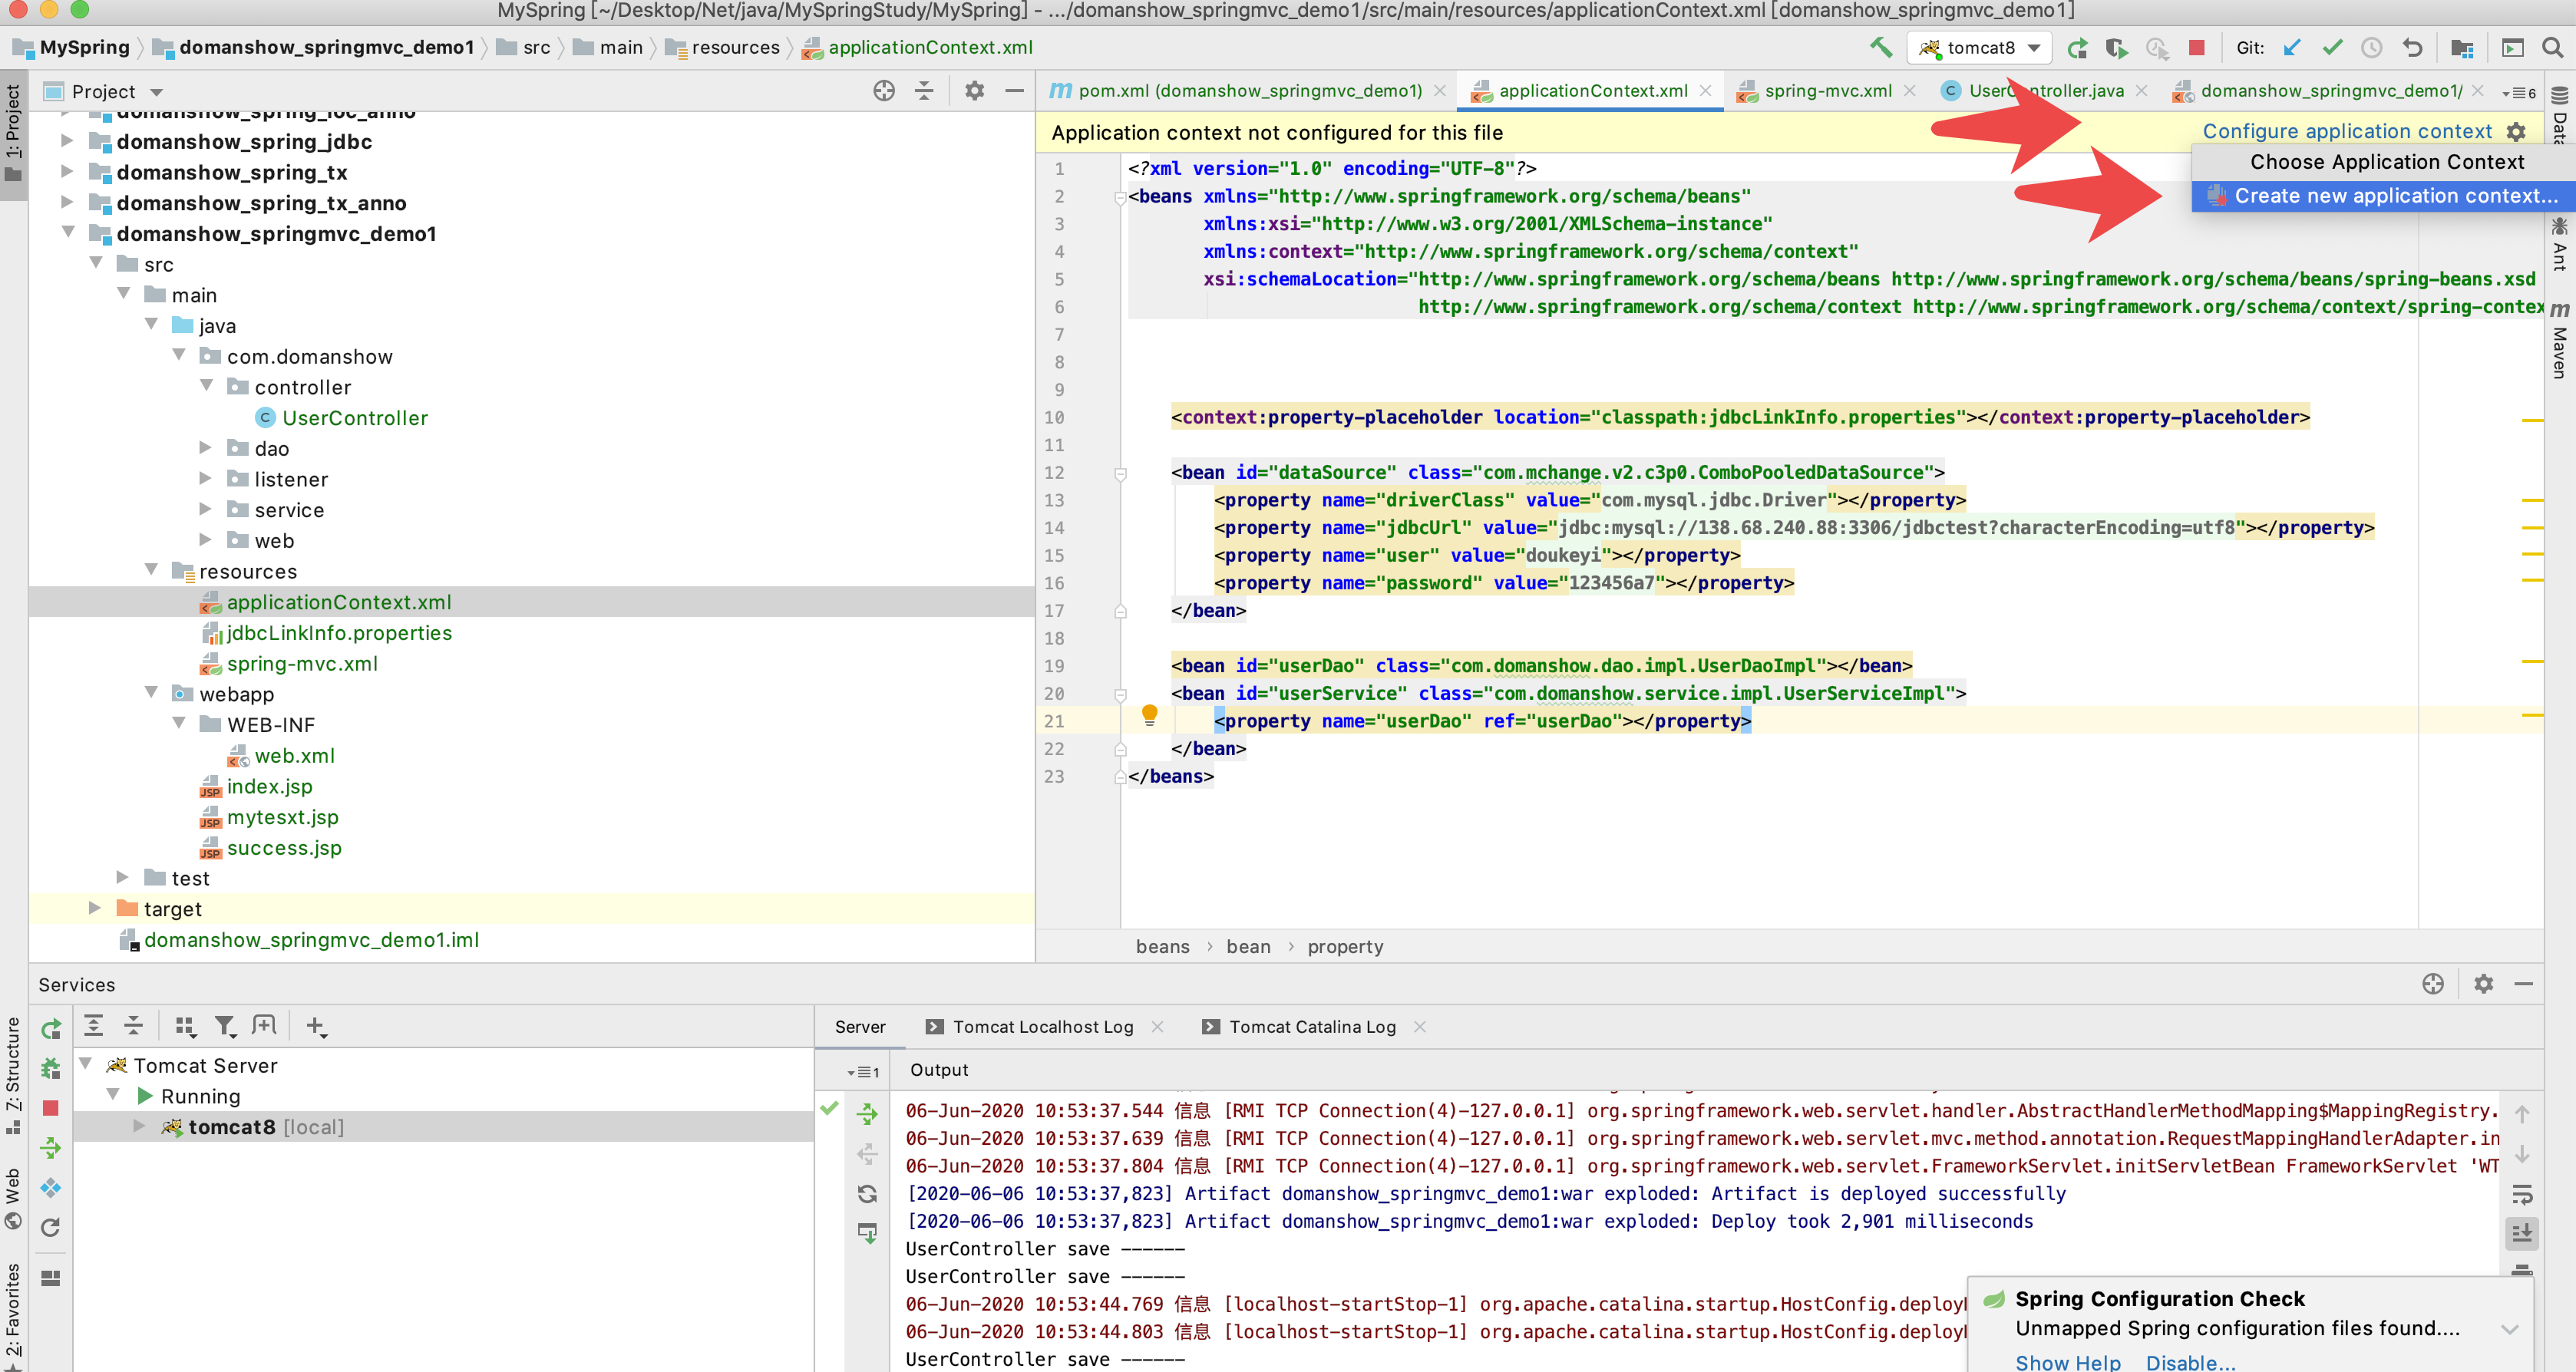 MySpring [~/Desktop/Net/java/MySpringStudy/MySpring] - .../domanshow_springmvc_demo1/src/main/resources/applicationContext.xml [domanshow_springmvc_demo1]
MySpring domanshow_springmvc_demo1 src main resources applicationContext.xml
tomcat8
Git:
1: Project
Project
pom.xml (domanshow_springmvc_demo1)
applicationContext.xml
spring-mvc.xml
domanshow_springmvc_demo1/
6
Application context not configured for this file
Configure application context
Choose Application Context
Create new application context...
domanshow_spring_ioc_anno
domanshow_spring_jdbc
domanshow_spring_tx
domanshow_spring_tx_anno
domanshow_springmvc_demo1
src
main
java
com.domanshow
controller
UserController
dao
listener
service
web
resources
applicationContext.xml
jdbcLinkInfo.properties
spring-mvc.xml
webapp
WEB-INF
web.xml
index.jsp
mytesxt.jsp
success.jsp
test
target
domanshow_springmvc_demo1.iml
1 <?xml version="1.0" encoding="UTF-8"?>
2 <beans xmlns="http://www.springframework.org/schema/beans"
3 xmlns:xsi="http://www.w3.org/2001/XMLSchema-instance"
4 xmlns:context="http://www.springframework.org/schema/context"
5 xsi:schemaLocation="http://www.springframework.org/schema/beans http://www.springframework.org/schema/beans/spring-beans.xsd
6 http://www.springframework.org/schema/context http://www.springframework.org/schema/context/spring-contex
7
8
9
10 <context:property-placeholder location="classpath:jdbcLinkInfo.properties"></context:property-placeholder>
11
12 <bean id="dataSource" class="com.mchange.v2.c3p0.ComboPooledDataSource">
13 <property name="driverClass" value="com.mysql.jdbc.Driver"></property>
14 <property name="jdbcUrl" value="jdbc:mysql://138.68.240.88:3306/jdbctest?characterEncoding=utf8"></property>
15 <property name="user" value="doukeyi"></property>
16 <property name="password" value="123456a7"></property>
17 </bean>
18
19 <bean id="userDao" class="com.domanshow.dao.impl.UserDaoImpl"></bean>
20 <bean id="userService" class="com.domanshow.service.impl.UserServiceImpl">
21 <property name="userDao" ref="userDao"></property>
22 </bean>
23 </beans>
beans › bean › property
Ant
Maven
Services
Z: Structure
Web
2: Favorites
Tomcat Server
Running
tomcat8 [local]
Server
Tomcat Localhost Log
Tomcat Catalina Log
1
Output
06-Jun-2020 10:53:37.544 信息 [RMI TCP Connection(4)-127.0.0.1] org.springframework.web.servlet.handler.AbstractHandlerMethodMapping$MappingRegistry.
06-Jun-2020 10:53:37.639 信息 [RMI TCP Connection(4)-127.0.0.1] org.springframework.web.servlet.mvc.method.annotation.RequestMappingHandlerAdapter.in
06-Jun-2020 10:53:37.804 信息 [RMI TCP Connection(4)-127.0.0.1] org.springframework.web.servlet.FrameworkServlet.initServletBean FrameworkServlet 'WT
[2020-06-06 10:53:37,823] Artifact domanshow_springmvc_demo1:war exploded: Artifact is deployed successfully
[2020-06-06 10:53:37,823] Artifact domanshow_springmvc_demo1:war exploded: Deploy took 2,901 milliseconds
UserController save ------
UserController save ------
06-Jun-2020 10:53:44.769 信息 [localhost-startStop-1] org.apache.catalina.startup.HostConfig.deploy
06-Jun-2020 10:53:44.803 信息 [localhost-startStop-1] org.apache.catalina.startup.HostConfig.deploy
UserController save ------
Spring Configuration Check
Unmapped Spring configuration files found....
Show Help Disable...